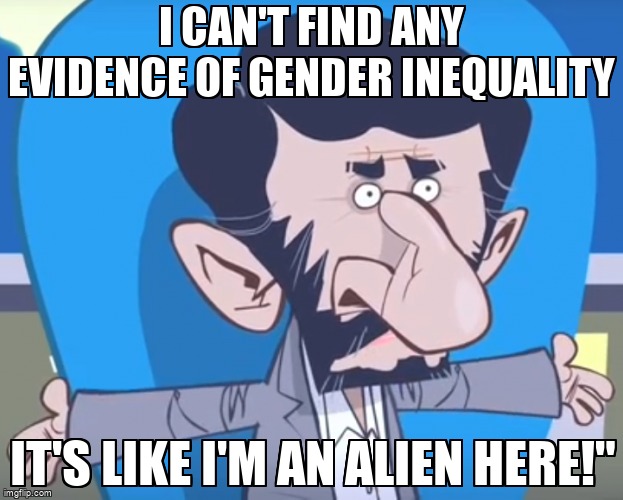 I CAN'T FIND ANY
EVIDENCE OF GENDER INEQUALITY
IT'S LIKE I'M AN ALIEN HERE!"
imgflip.com